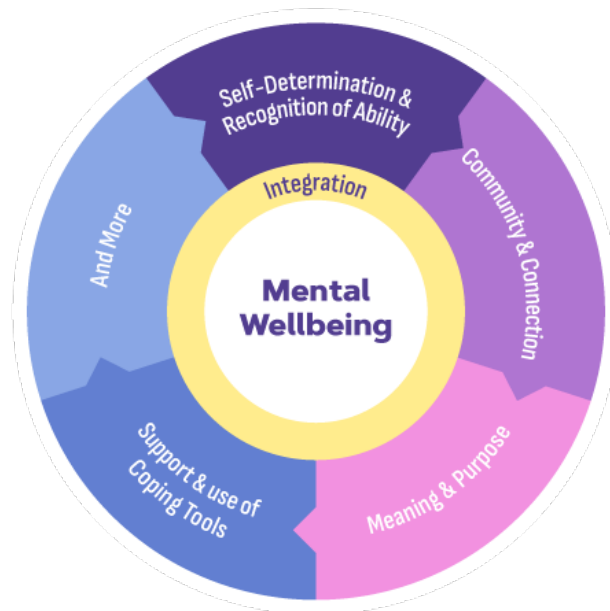 Self-Determination &
Recognition of Ability
Community & Connection
Meaning & Purpose
Support & use of
Coping Tools
And More
Integration
Mental
Wellbeing